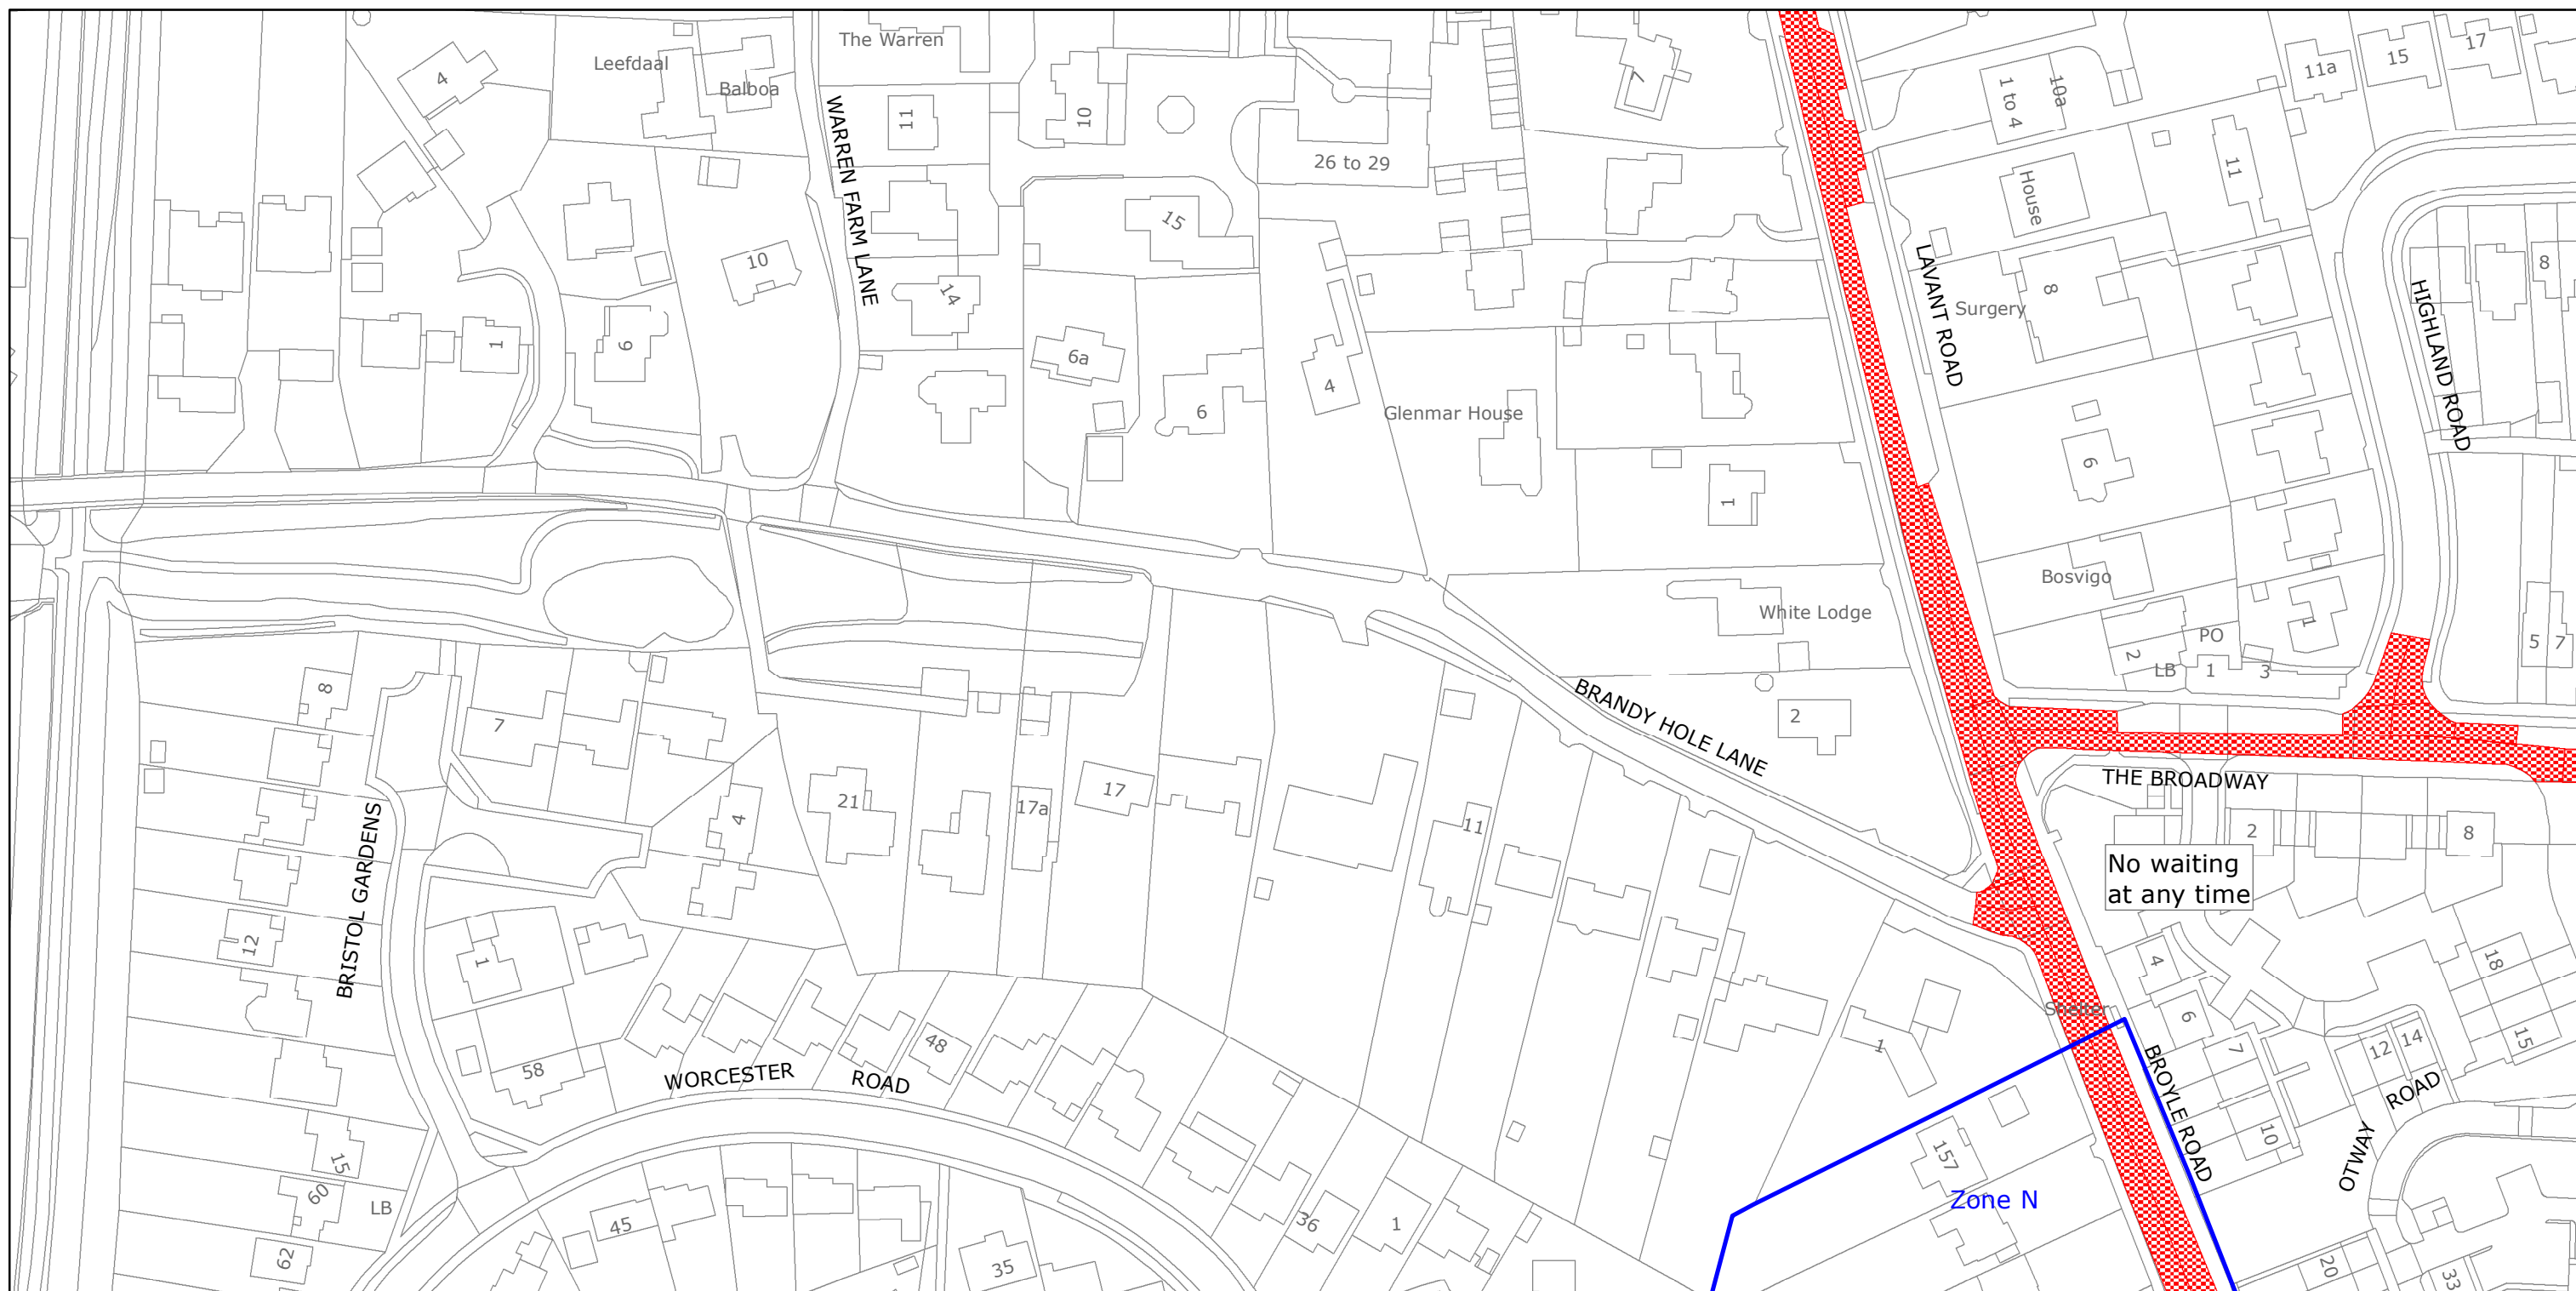 The Warren
17
15
11a
7
4
Leefdaal
Balboa
10a
1 to 4
11
10
WARREN FARM LANE
26 to 29
11
House
15
10
LAVANT ROAD
8
Surgery
8
HIGHLAND ROAD
14
1
6
6a
4
6
Glenmar House
6
1
Bosvigo
White Lodge
1
PO
2
LB
1
3
5
7
8
7
BRANDY HOLE LANE
2
THE BROADWAY
21
17a
17
4
11
2
8
BRISTOL GARDENS
No waiting
at any time
12
1
4
18
Shelter
6
48
1
7
12
14
15
58
WORCESTER
ROAD
BROYLE ROAD
ROAD
10
OTWAY
15
157
60
LB
Zone N
45
36
1
62
35
20
33